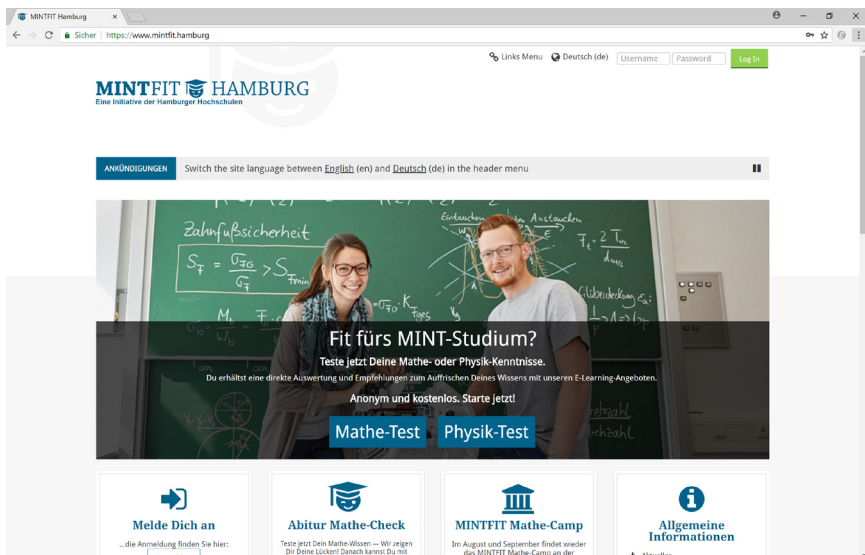 MINTFIT Hamburg
Sicher | https://www.mintfit.hamburg
Links Menu Deutsch (de) Username Password Log In
MINTFIT HAMBURG
Eine Initiative der Hamburger Hochschulen
ANKÜNDIGUNGEN Switch the site language between English (en) and Deutsch (de) in the header menu
Zahnfußsicherheit
Eintauchen
Austauchen
Fit fürs MINT-Studium?
Teste jetzt Deine Mathe- oder Physik-Kenntnisse.
Du erhältst eine direkte Auswertung und Empfehlungen zum Auffrischen Deines Wissens mit unseren E-Learning-Angeboten.
Anonym und kostenlos. Starte jetzt!
Mathe-Test Physik-Test
Melde Dich an
...die Anmeldung finden Sie hier:
Abitur Mathe-Check
Teste jetzt Dein Mathe-Wissen — Wir zeigen
Dir Deine Lücken! Danach kannst Du mit
MINTFIT Mathe-Camp
Im August und September findet wieder
das MINTFIT Mathe-Camp an der
Allgemeine
Informationen
Aktuelles